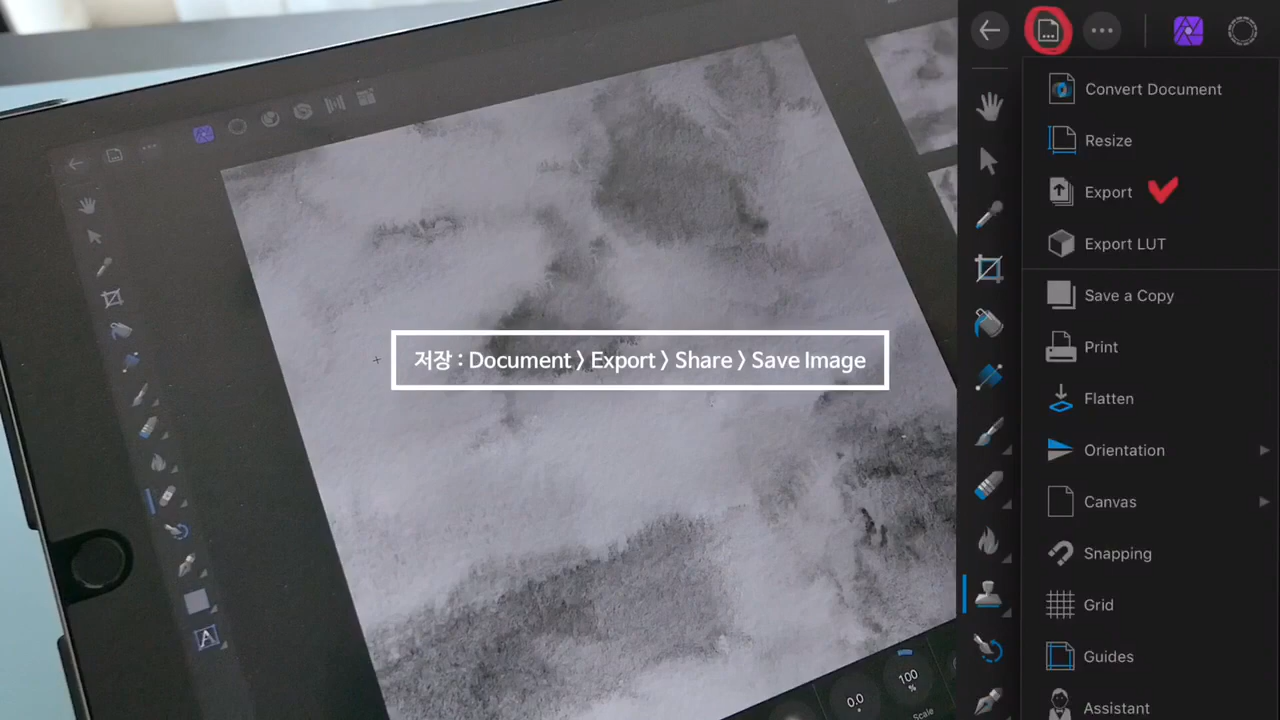 Convert Document
Resize
Export
Export LUT
Save a Copy
Print
Flatten
Orientation
Canvas
Snapping
Grid
Guides
Assistant
저장 : Document 〉 Export 〉 Share 〉 Save Image
A
0.0
100
%
Scale